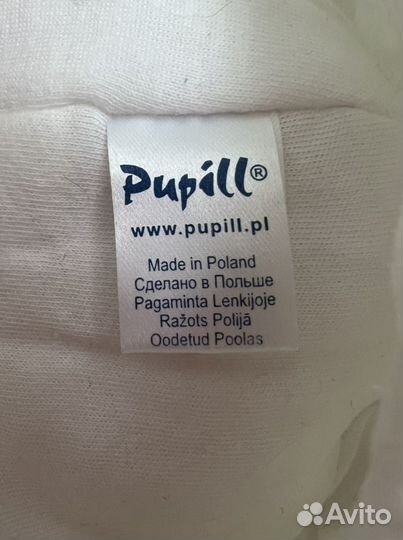 Pupill®
www.pupill.pl
Made in Poland
Сделано в Польше
Pagaminta Lenkijoje
Ražots Polijā
Oodetud Poolas
Avito